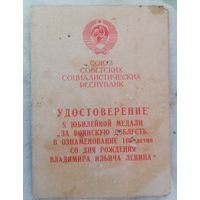 СОЮЗ
СОВЕТСКИХ
СОЦИАЛИСТИЧЕСКИХ
РЕСПУБЛИК
УДОСТОВЕРЕНИЕ
К ЮБИЛЕЙНОЙ МЕДАЛИ
„ЗА ВОИНСКУЮ ДОБЛЕСТЬ.
В ОЗНАМЕНОВАНИЕ 100-летия
СО ДНЯ РОЖДЕНИЯ
ВЛАДИМИРА ИЛЬИЧА ЛЕНИНА"